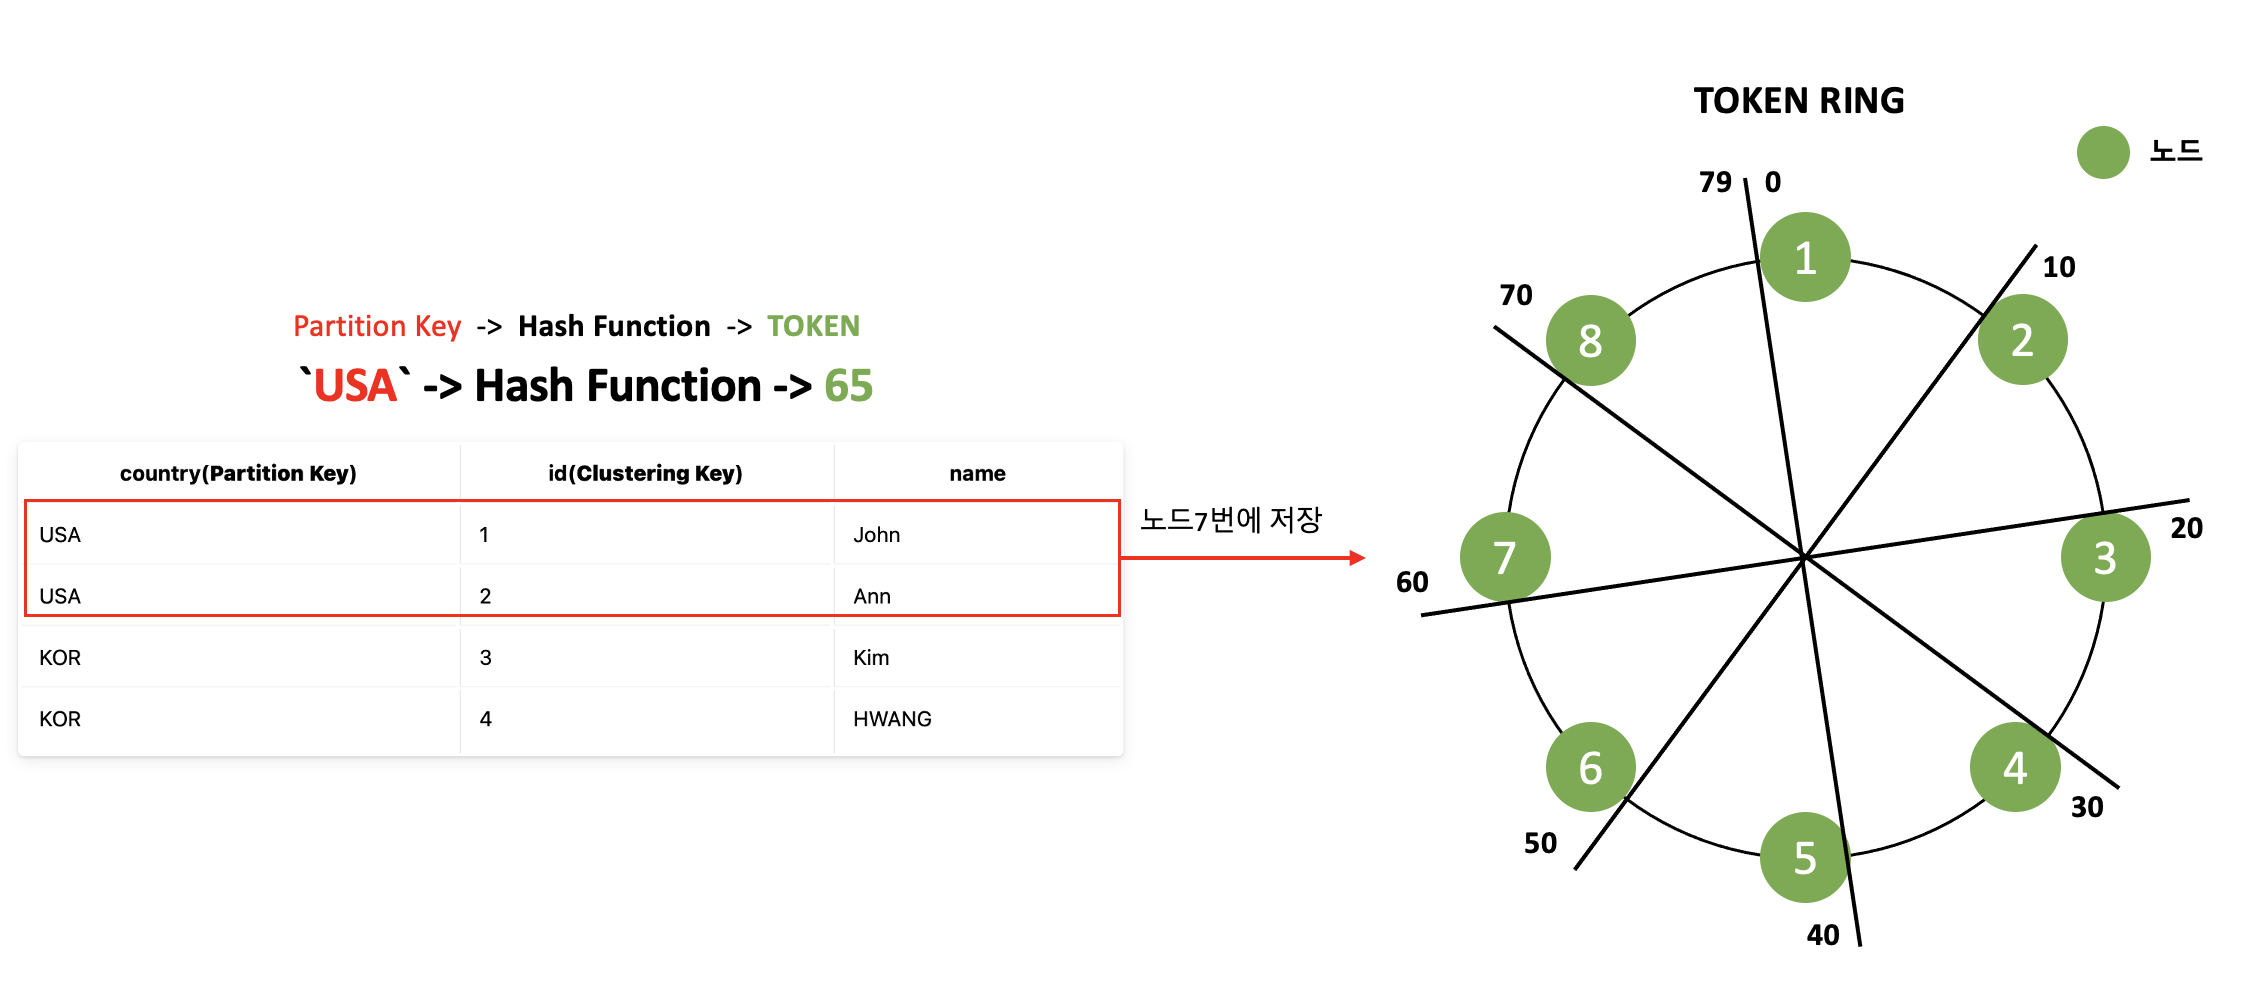 TOKEN RING
노드
79 0
10
70
1
2
8
Partition Key -> Hash Function -> TOKEN
`USA` -> Hash Function -> 65
country(Partition Key) id(Clustering Key) name
USA 1 John
USA 2 Ann
KOR 3 Kim
KOR 4 HWANG
노드7번에 저장
20
7
3
60
6
4
30
50
5
40